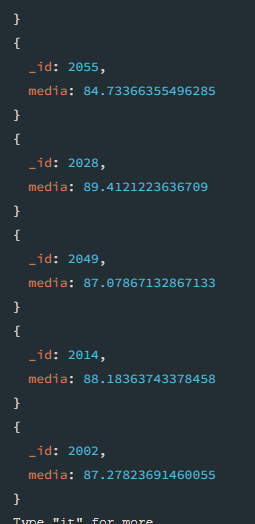 }
{
_id: 2055,
media: 84.73366355496285
}
{
_id: 2028,
media: 89.4121223636709
}
{
_id: 2049,
media: 87.07867132867133
}
{
_id: 2014,
media: 88.18363743378458
}
{
_id: 2002,
media: 87.27823691460055
}
Type "it" for more